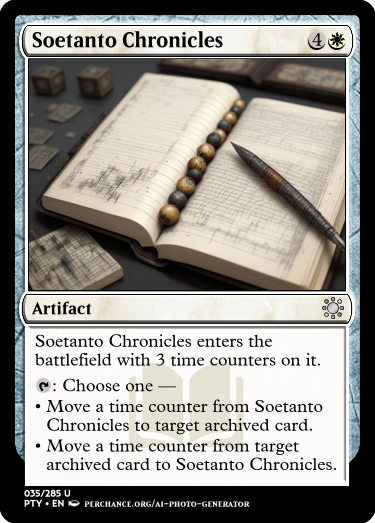 Soetanto Chronicles 4
Artifact
Soetanto Chronicles enters the
battlefield with 3 time counters on it.
: Choose one —
• Move a time counter from Soetanto
Chronicles to target archived card.
• Move a time counter from target
archived card to Soetanto Chronicles.
035/285 U
PTY • EN PERCHANCE.ORG/AI-PHOTO-GENERATOR